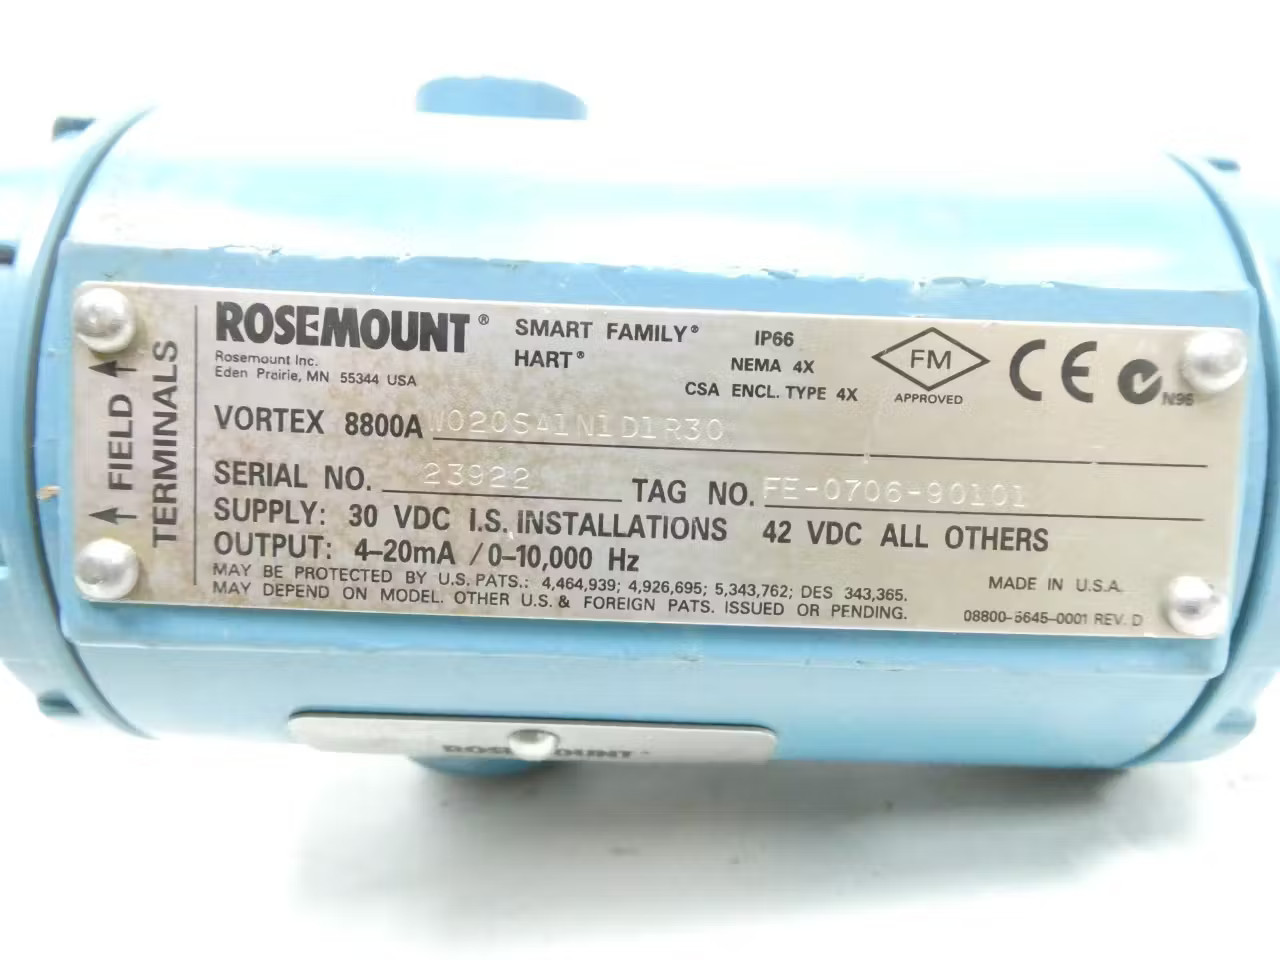 FIELD
TERMINALS
ROSEMOUNT®
Rosemount Inc.
Eden Prairie, MN 55344 USA
SMART FAMILY®
HART®
IP66
NEMA 4X
CSA ENCL. TYPE 4X
FM
APPROVED
CE
N96
VORTEX 8800A W020SA1N1D1R30
SERIAL NO. 23922 TAG NO. FE-0706-90101
SUPPLY: 30 VDC I.S. INSTALLATIONS 42 VDC ALL OTHERS
OUTPUT: 4-20mA / 0-10,000 Hz
MAY BE PROTECTED BY U.S. PATS.: 4,464,939; 4,926,695; 5,343,762; DES 343,365.
MAY DEPEND ON MODEL. OTHER U.S. & FOREIGN PATS. ISSUED OR PENDING.
MADE IN U.S.A.
08800-5645-0001 REV. D
ROSEMOUNT